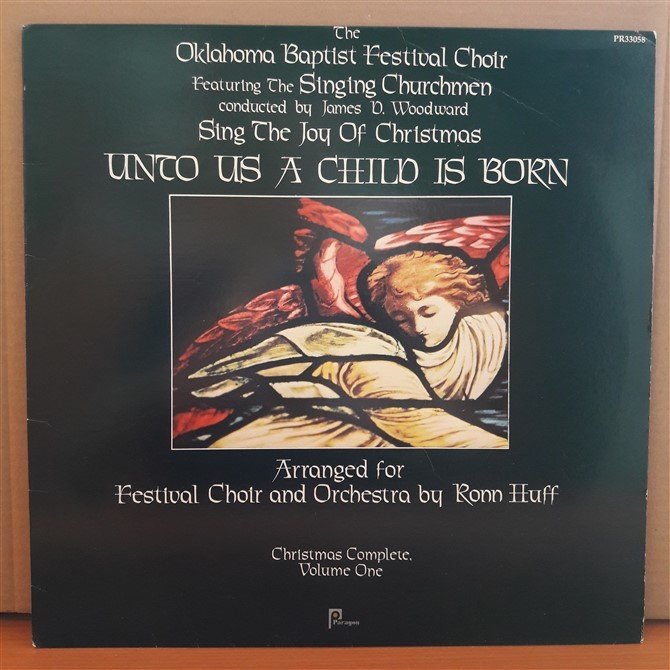 The
PR33058
Oklahoma Baptist Festival Choir
Featuring The Singing Churchmen
conducted by James D. Woodward
Sing The Joy Of Christmas
UNTO US A CHILD IS BORN
Arranged for
Festival Choir and Orchestra by Ronn Huff
Christmas Complete,
Volume One
Paragon